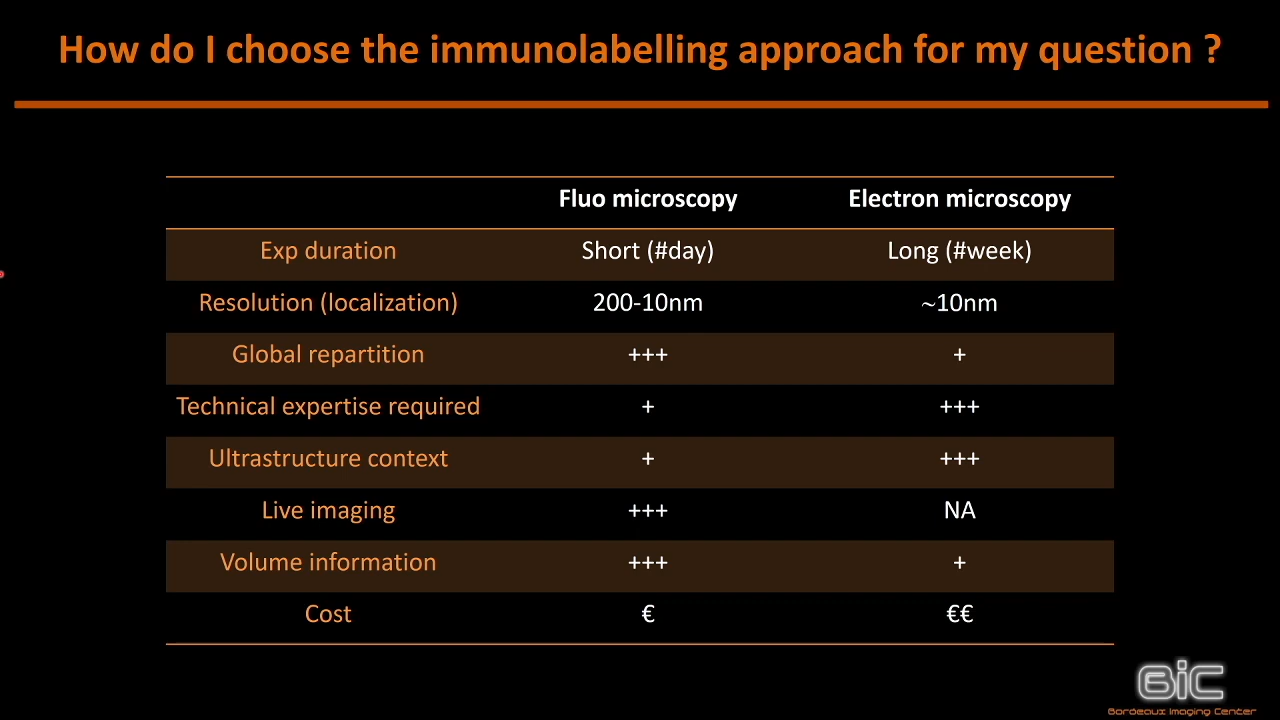 How do I choose the immunolabelling approach for my question ?
Fluo microscopy Electron microscopy
Exp duration Short (#day) Long (#week)
Resolution (localization) 200-10nm ~10nm
Global repartition +++ +
Technical expertise required + +++
Ultrastructure context + +++
Live imaging +++ NA
Volume information +++ +
Cost € €€
BiC
Bordeaux Imaging Center